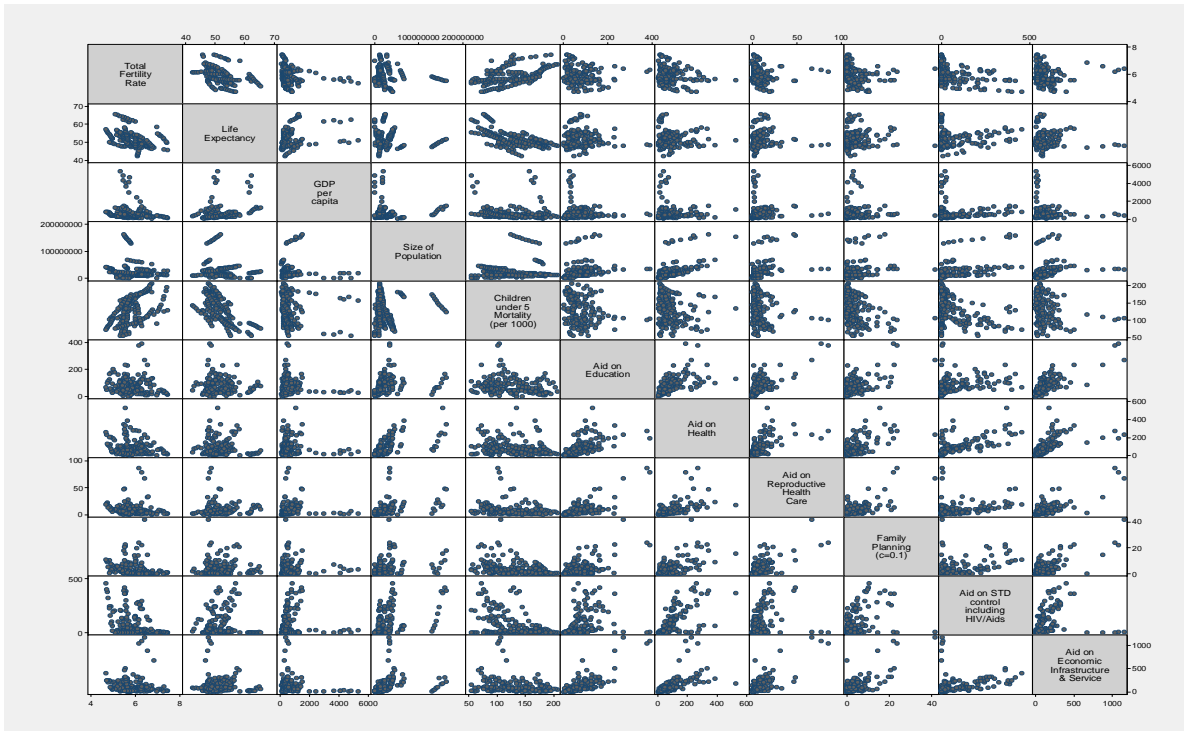 40 50 60 70 0 100000000 200000000 0 200 400 0 50 100 0 500
Total
Fertility
Rate
8
6
4
70
60
50
40
Life
Expectancy
GDP
per
capita
6000
4000
2000
0
200000000
100000000
0
Size of
Population
Children
under 5
Mortality
(per 1000)
200
150
100
50
400
200
0
Aid on
Education
Aid on
Health
600
400
200
0
100
50
0
Aid on
Reproductive
Health
Care
Family
Planning
(c=0.1)
40
20
0
500
0
Aid on STD
control
including
HIV/Aids
Aid on
Economic
Infrastructure
& Service
1000
500
0
4 6 8 0 2000 4000 6000 50 100 150 200 0 200 400 600 0 20 40 0 500 1000